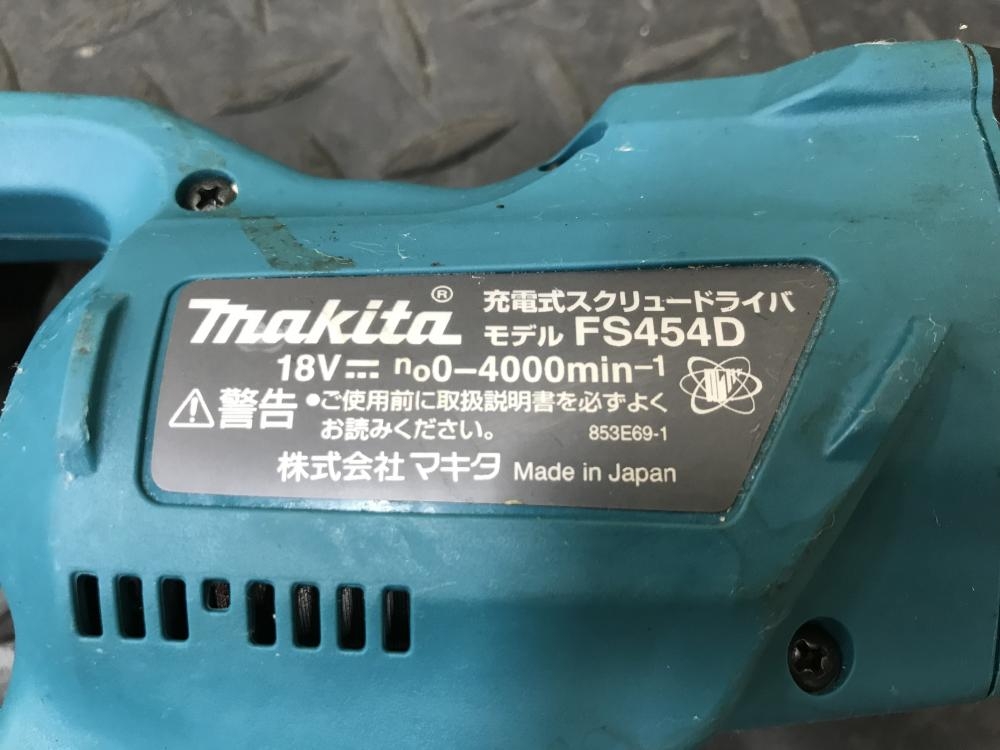 makita® 充電式スクリュードライバ
モデル FS454D
18V⎓ n₀0-4000min⁻¹
⚠警告 ●ご使用前に取扱説明書を必ずよく
お読みください。 853E69-1
株式会社 マキタ Made in Japan